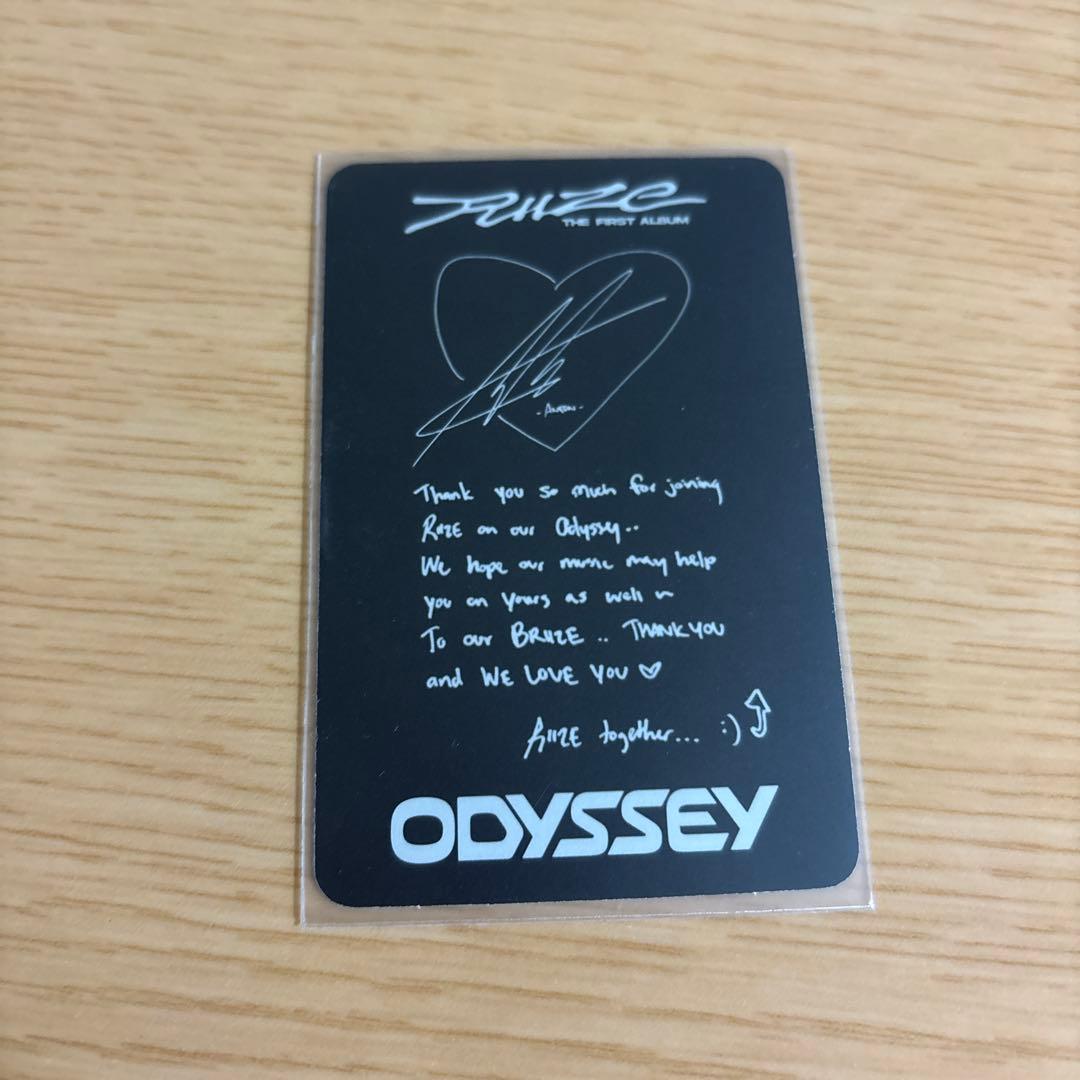 RIIZE
THE FIRST ALBUM
-ANTON-
Thank you so much for joining
RIIZE on our Odyssey..
We hope our music may help
you on yours as well ~
To our BRIIZE .. THANK YOU
and WE LOVE YOU ♡
RIIZE together... :)
ODYSSEY